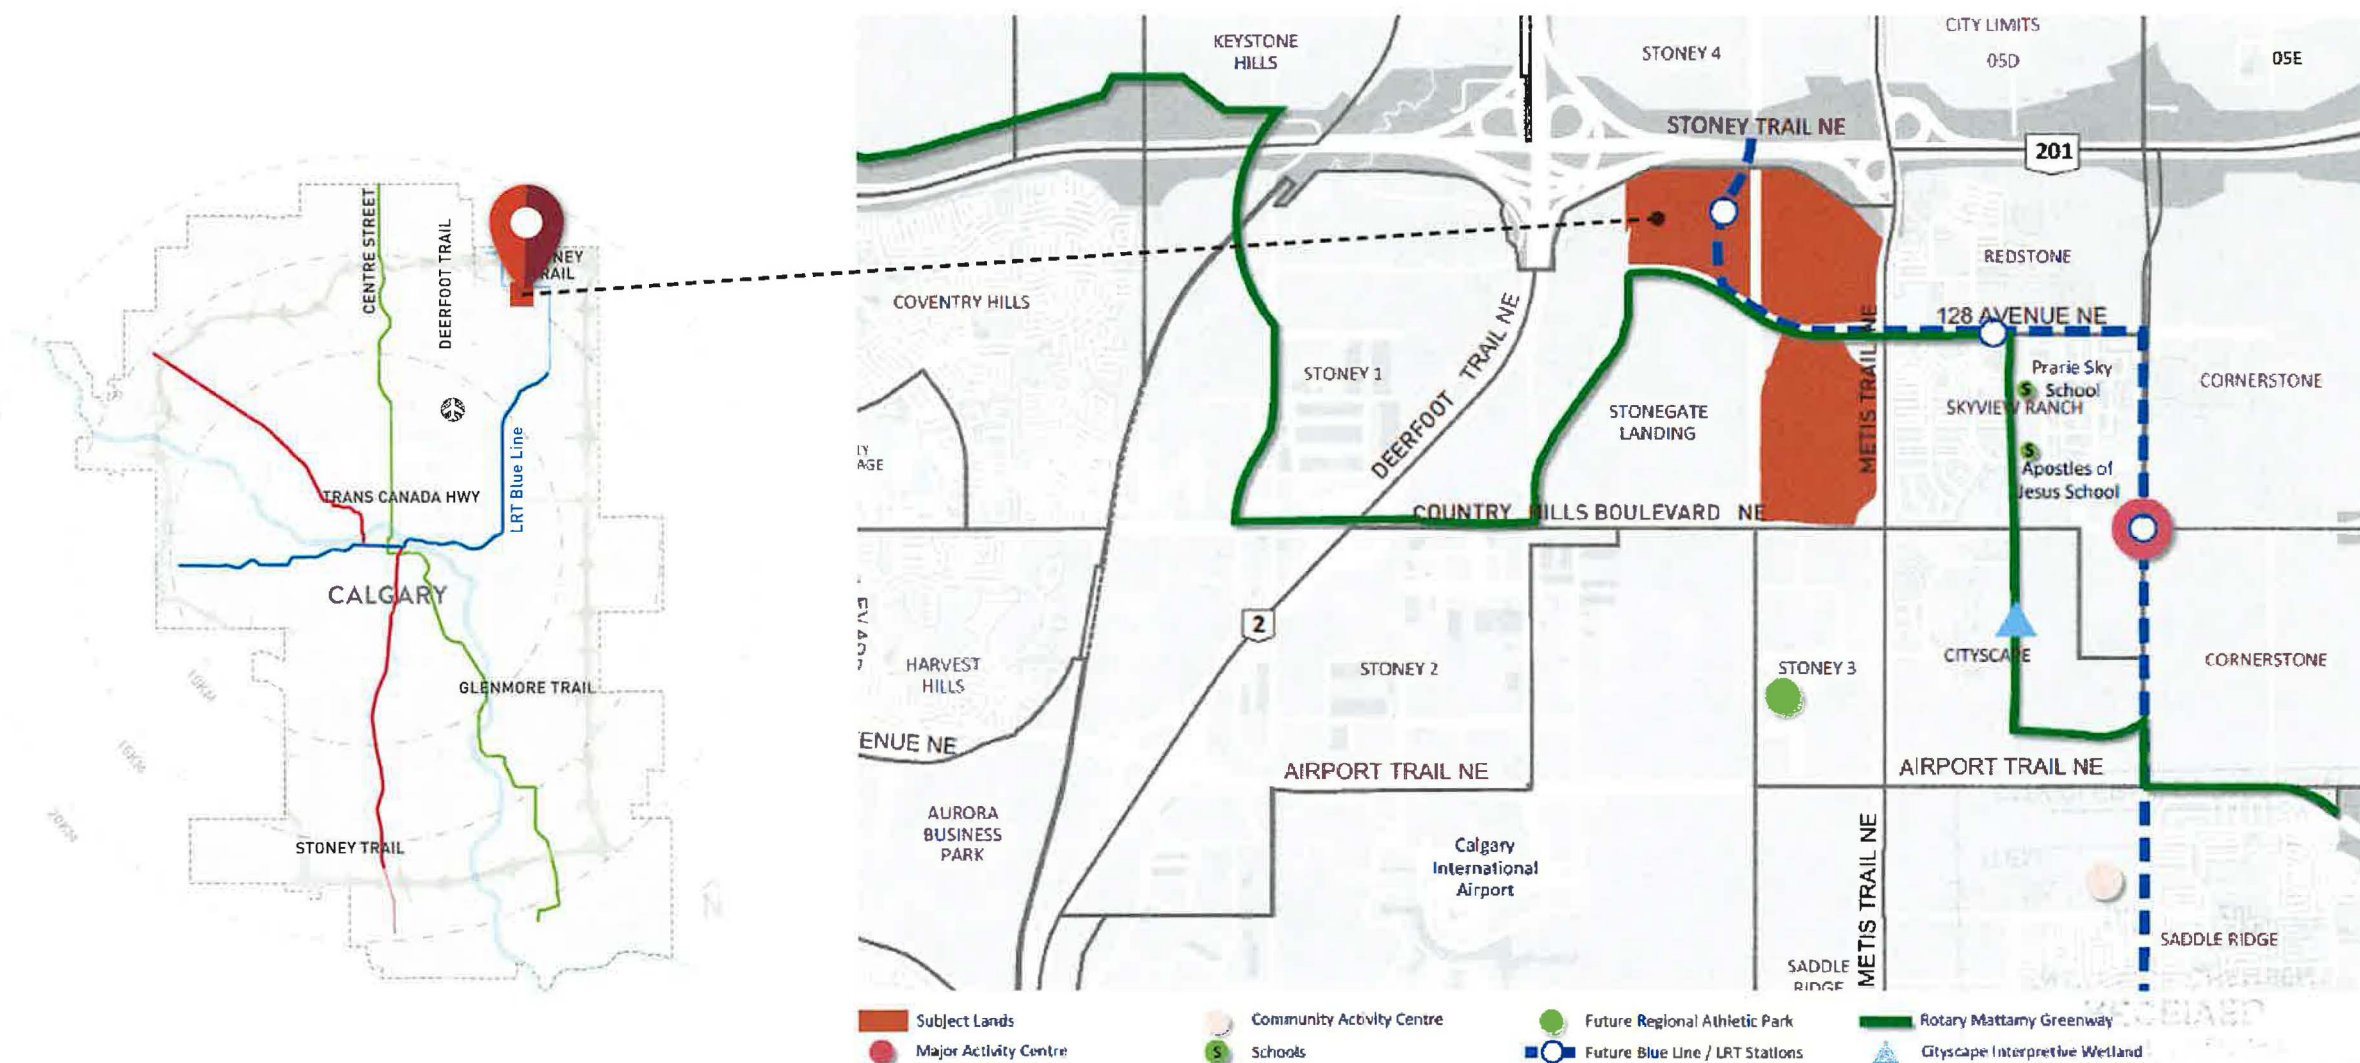 CENTRE STREET
DEERFOOT TRAIL
NEY
RAIL
LRT Blue Line
TRANS CANADA HWY
CALGARY
GLENMORE TRAIL
STONEY TRAIL
10KM
15KM
20KM
N
KEYSTONE
HILLS
STONEY 4
CITY LIMITS
05D
05E
STONEY TRAIL NE
201
COVENTRY HILLS
REDSTONE
128 AVENUE NE
STONEY 1
DEERFOOT TRAIL NE
STONEGATE
LANDING
METIS TRAIL NE
Prarie Sky
S School
SKYVIEW RANCH
S
Apostles of
Jesus School
CORNERSTONE
AGE
COUNTRY HILLS BOULEVARD NE
2
HARVEST
HILLS
STONEY 2
STONEY 3
CITYSCAPE
CORNERSTONE
ENUE NE
AIRPORT TRAIL NE
AIRPORT TRAIL NE
AURORA
BUSINESS
PARK
Calgary
International
Airport
METIS TRAIL NE
SADDLE
RIDGE
SADDLE RIDGE
Subject Lands
Community Activity Centre
Future Regional Athletic Park
Rotary Mattamy Greenway
Major Activity Centre
S Schools
Future Blue Line / LRT Stations
Cityscape Interpretive Wetland